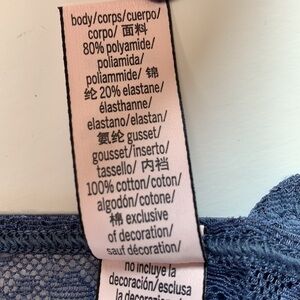 body/corps/cuerpo/
corpo/ 面料
80% polyamide/
poliamida/
poliammide/ 锦
纶 20% elastane/
élasthanne/
elastano/elastan/
氨纶 gusset/
gousset/inserto/
tassello/ 内裆
100% cotton/coton/
algodón/cotone/
棉 exclusive
of decoration/
sauf décoration/
no incluye la
decoración/esclusa
la decorazio